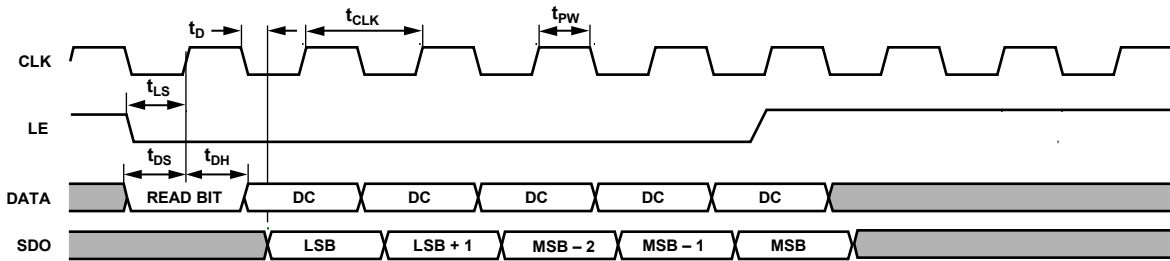 tD tCLK tPW
CLK
tLS
LE
tDS tDH
DATA READ BIT DC DC DC DC DC
SDO LSB LSB + 1 MSB – 2 MSB – 1 MSB